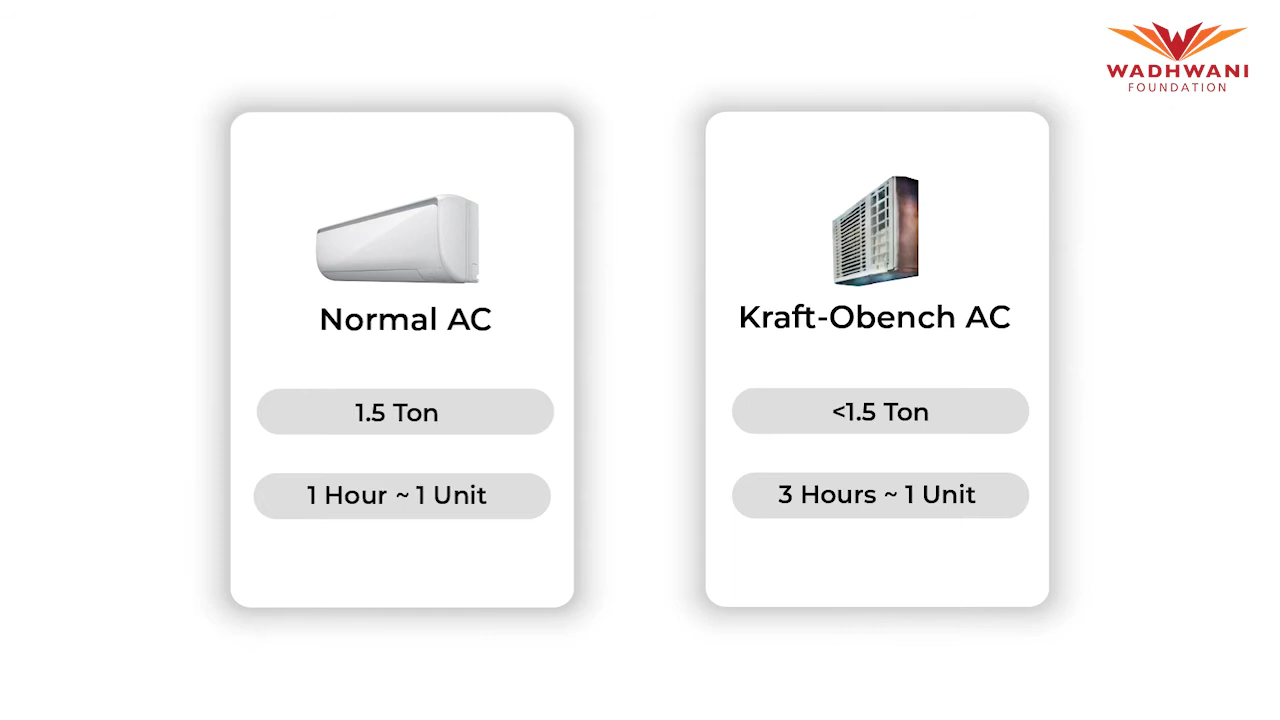 WADHWANI
FOUNDATION
Normal AC
1.5 Ton
1 Hour ~ 1 Unit
Kraft-Obench AC
<1.5 Ton
3 Hours ~ 1 Unit